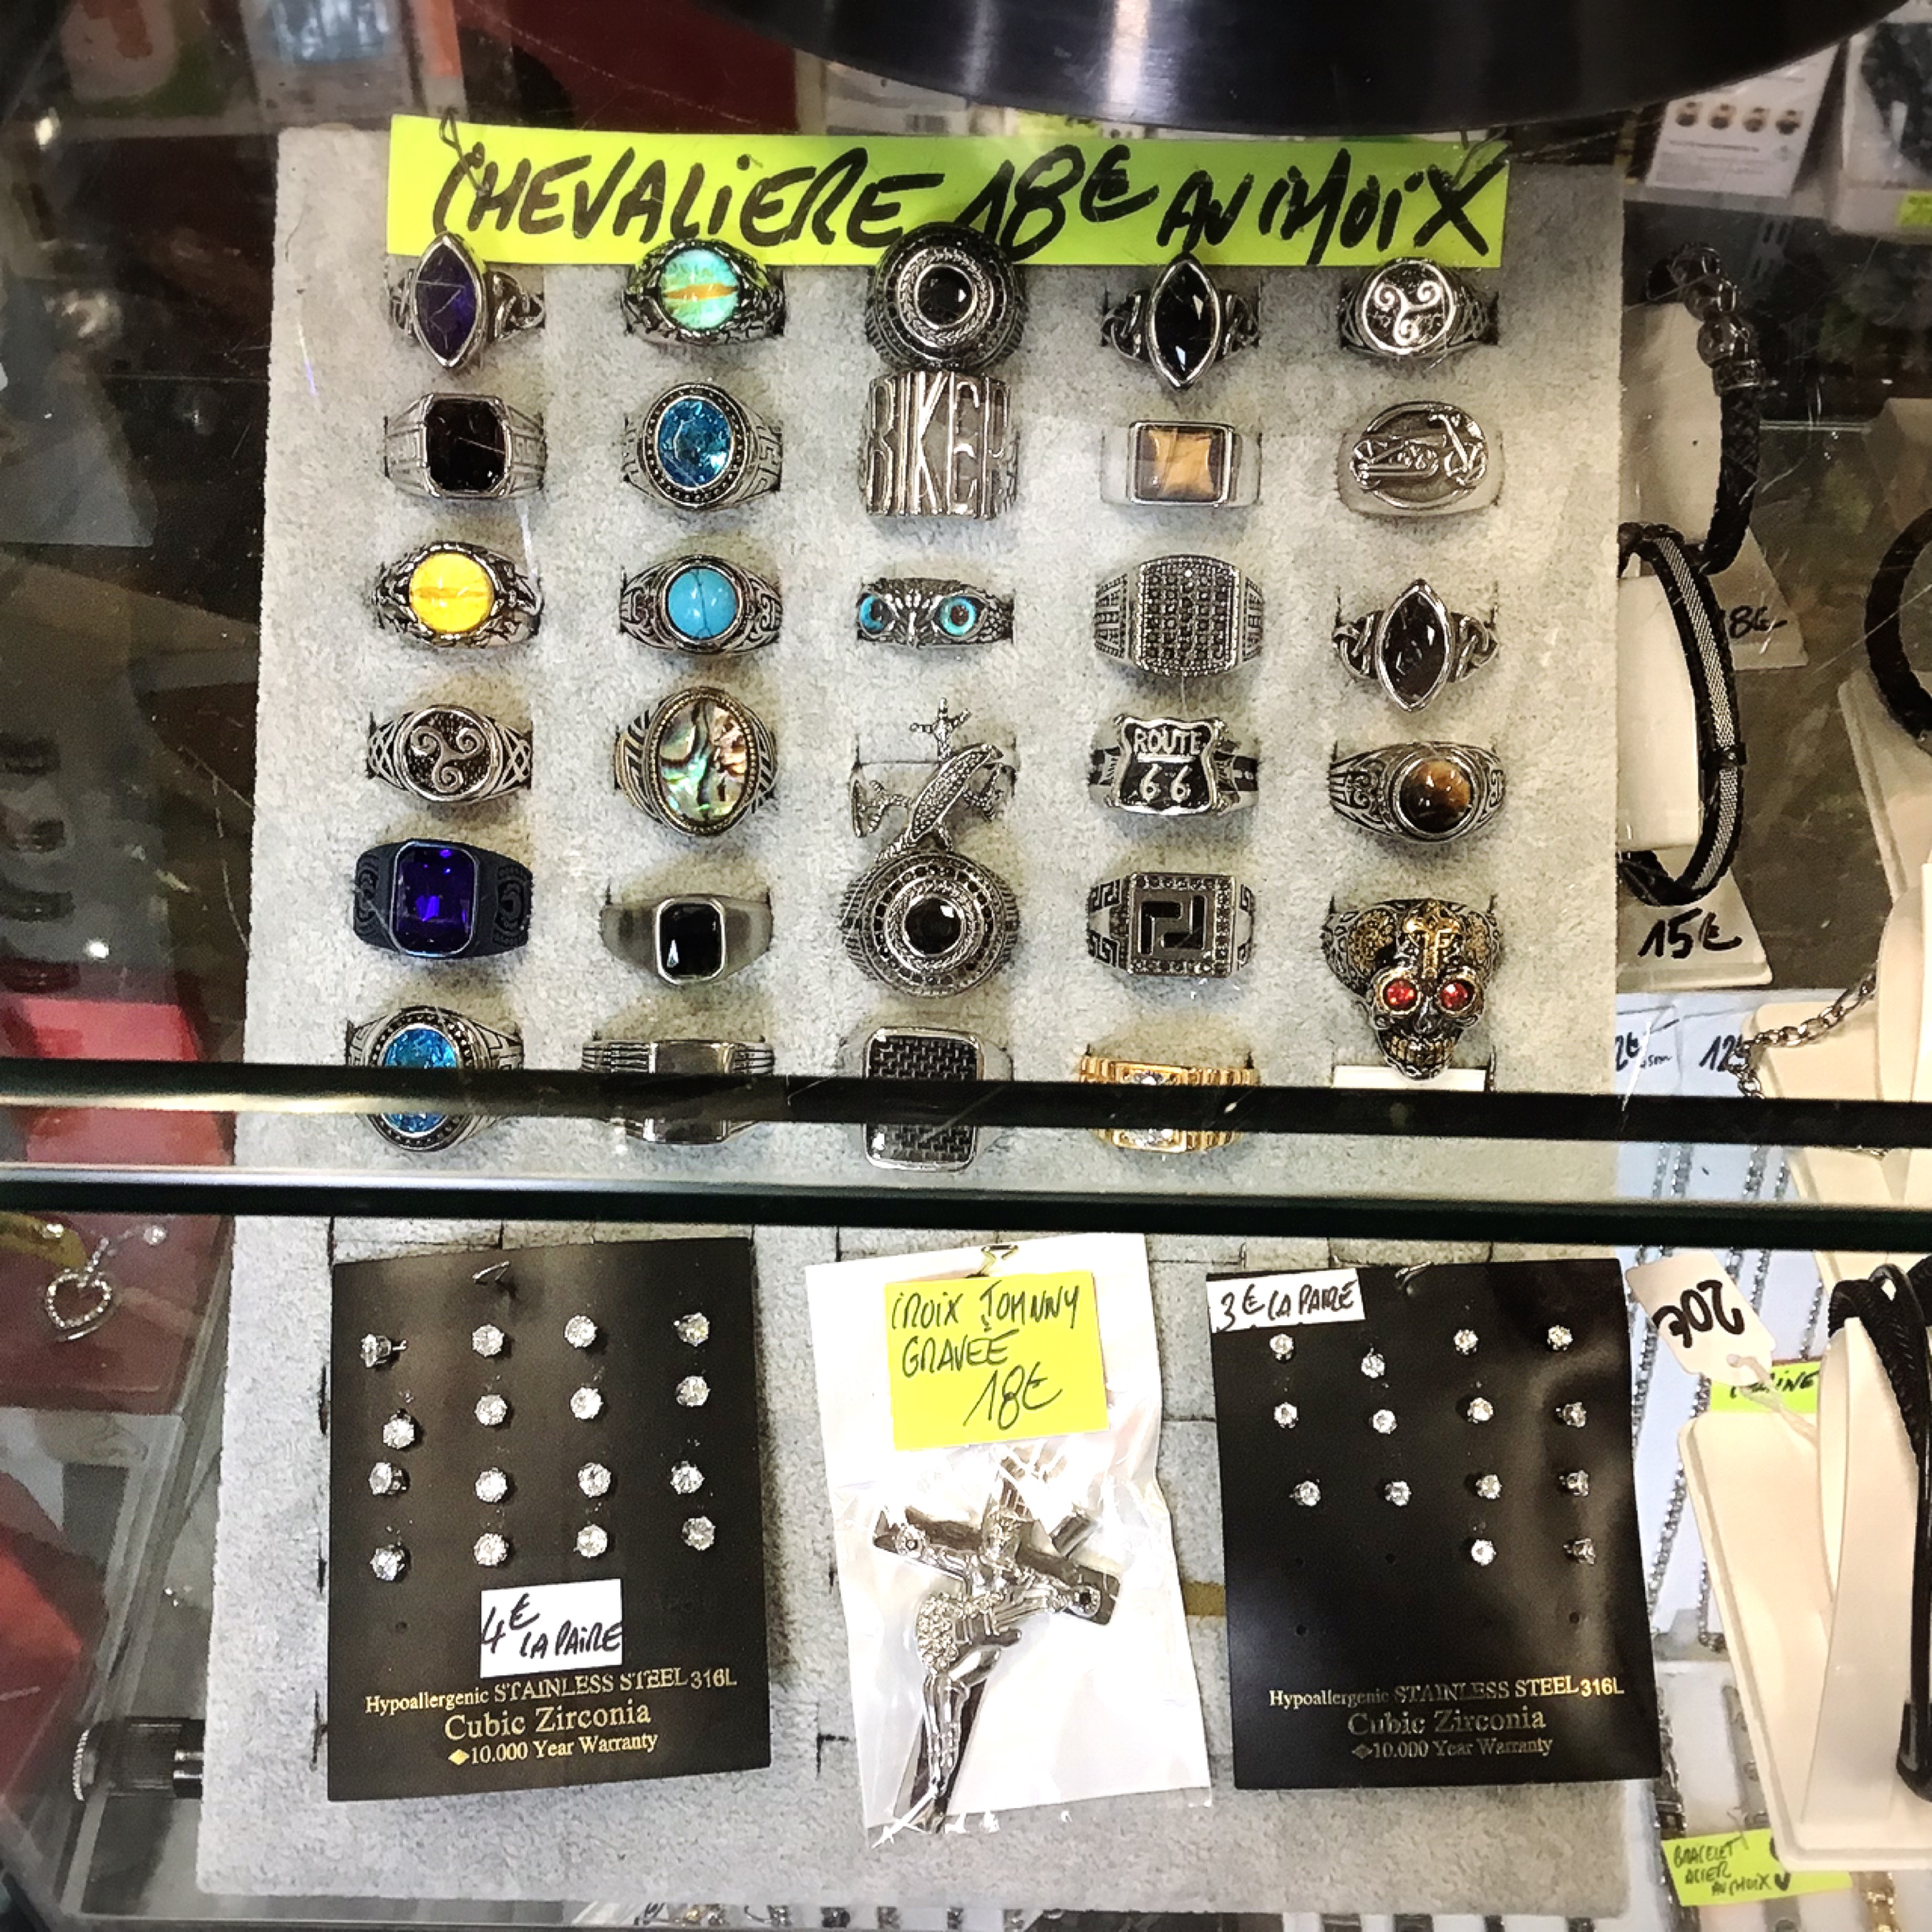 CHEVALIERE 18€ AU CHOIX
BIKER
ROUTE
66
8€
15€
CROIX JOHNNY
GRAVÉE
18€
3€ LA PAIRE
20€
4€
LA PAIRE
Hypoallergenic STAINLESS STEEL 316L
Cubic Zirconia
10.000 Year Warranty
Hypoallergenic STAINLESS STEEL 316L
Cubic Zirconia
10.000 Year Warranty
BRACELET
ACIER
AU CHOIX